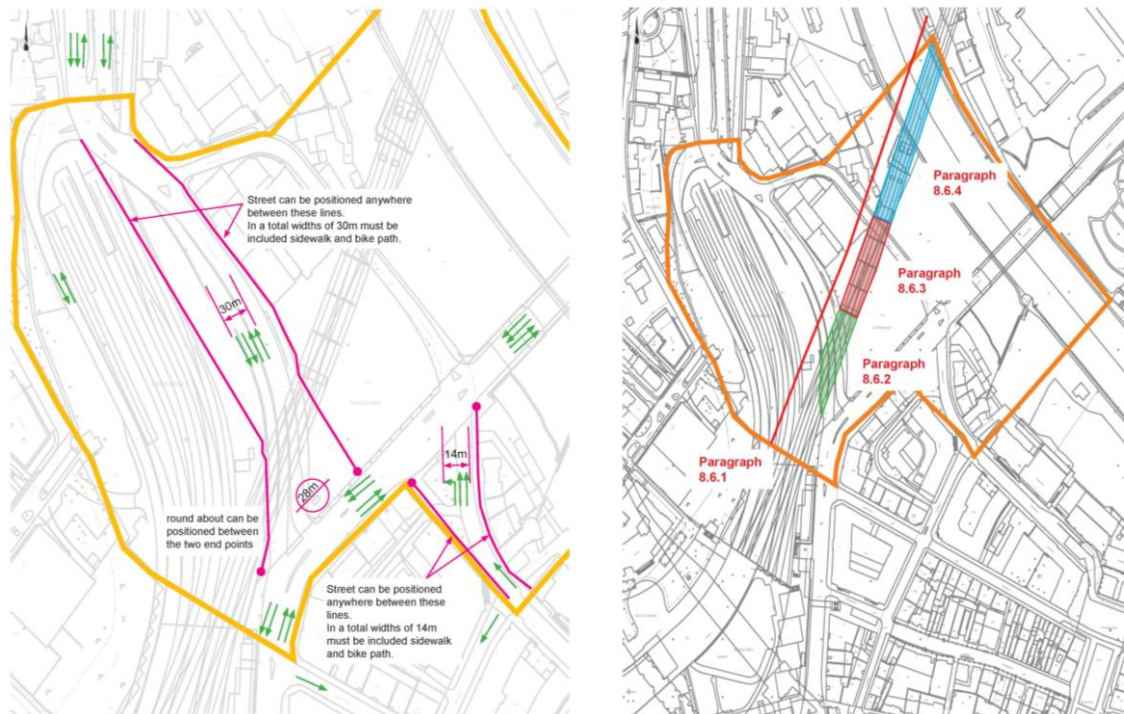 Street can be positioned anywhere
between these lines.
In a total widths of 30m must be
included sidewalk and bike path.
30m
14m
28m
round about can be
positioned between
the two end points
Street can be positioned
anywhere between these
lines.
In a total widths of 14m
must be included sidewalk
and bike path.
Paragraph
8.6.4
Paragraph
8.6.3
Paragraph
8.6.2
Paragraph
8.6.1